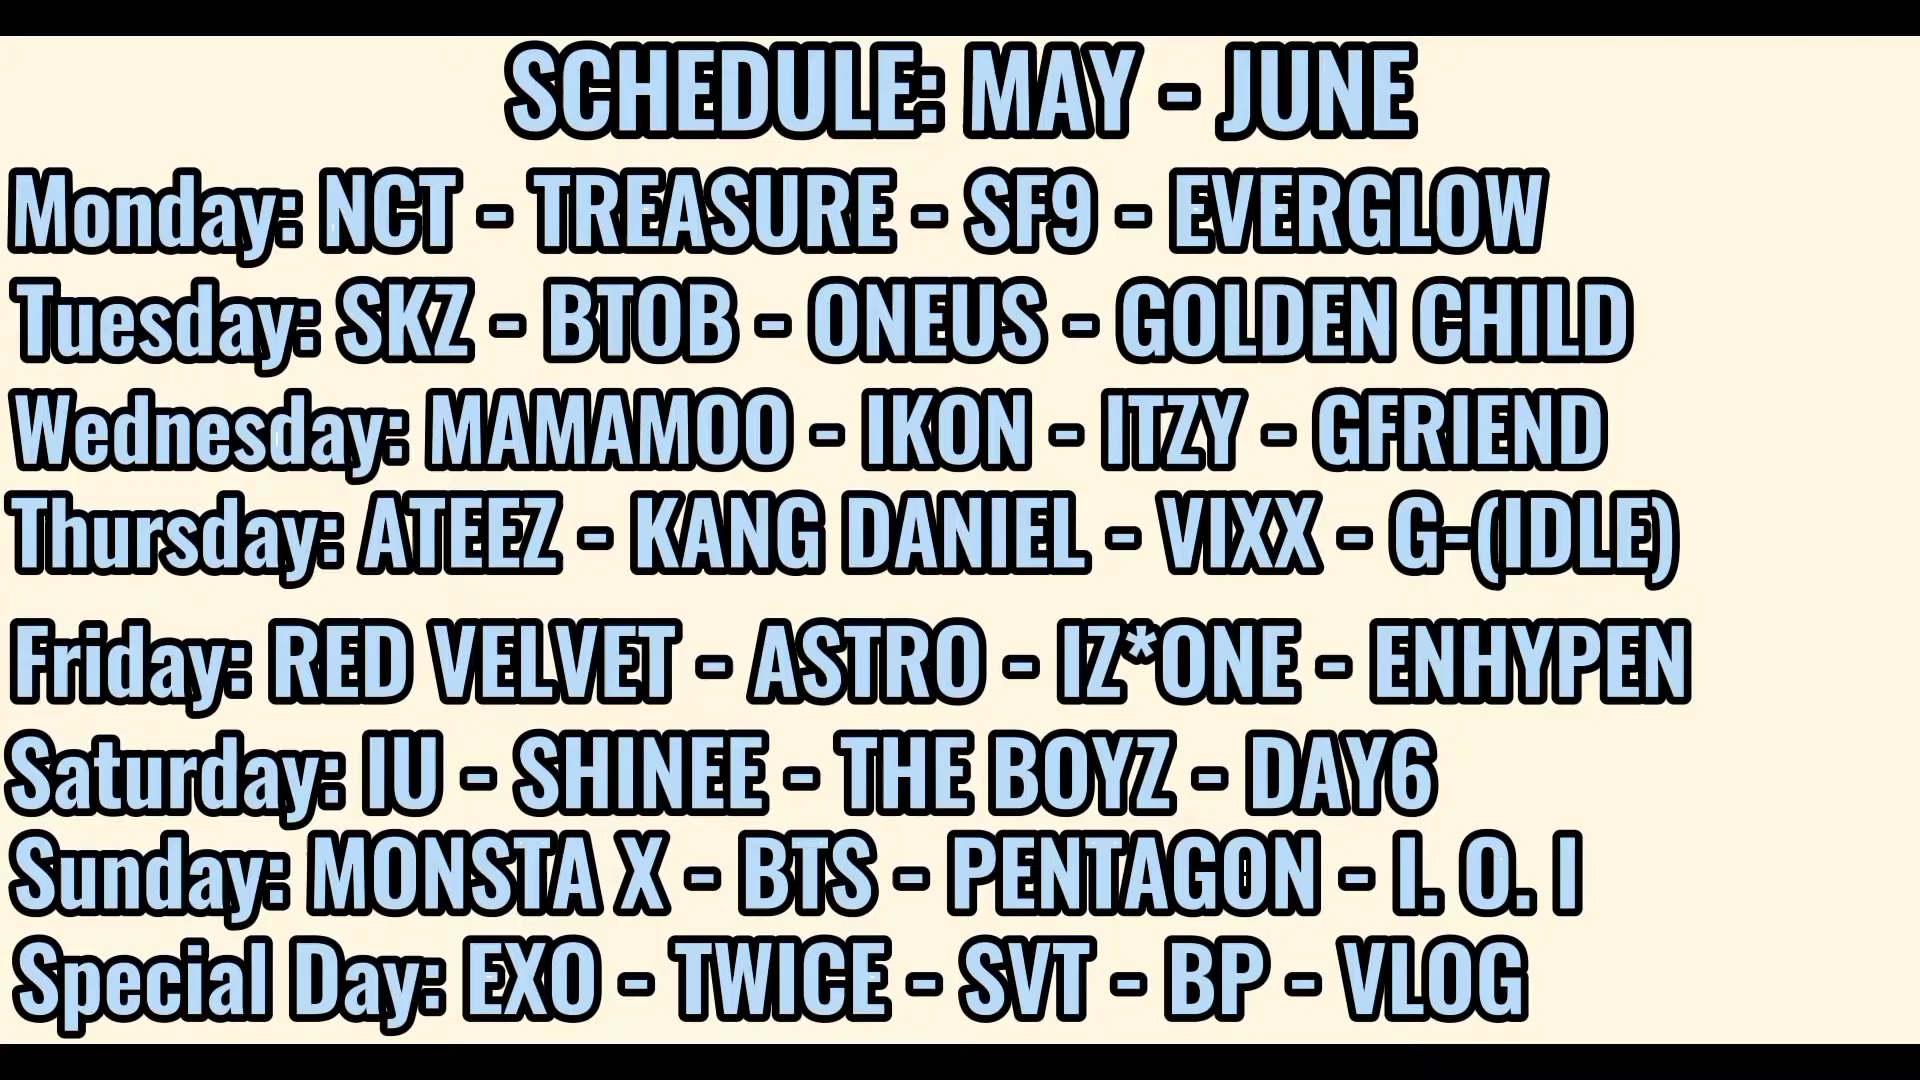 SCHEDULE: MAY - JUNE
Monday: NCT - TREASURE - SF9 - EVERGLOW
Tuesday: SKZ - BTOB - ONEUS - GOLDEN CHILD
Wednesday: MAMAMOO - IKON - ITZY - GFRIEND
Thursday: ATEEZ - KANG DANIEL - VIXX - G-(IDLE)
Friday: RED VELVET - ASTRO - IZ*ONE - ENHYPEN
Saturday: IU - SHINEE - THE BOYZ - DAY6
Sunday: MONSTA X - BTS - PENTAGON - I. O. I
Special Day: EXO - TWICE - SVT - BP - VLOG